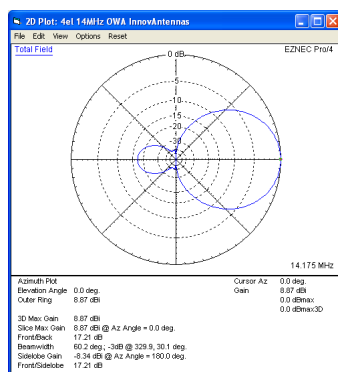 2D Plot: 4el 14MHz OWA InnovAntennas
File Edit View Options Reset
Total Field
EZNEC Pro/4
0 dB
-5
-10
-15
-20
-30
14.175 MHz
Azimuth Plot
Elevation Angle 0.0 deg.
Outer Ring 8.87 dBi
Cursor Az 0.0 deg.
Gain 8.87 dBi
0.0 dBmax
0.0 dBmax3D
3D Max Gain 8.87 dBi
Slice Max Gain 8.87 dBi @ Az Angle = 0.0 deg.
Front/Back 17.21 dB
Beamwidth 60.2 deg.; -3dB @ 329.9, 30.1 deg.
Sidelobe Gain -8.34 dBi @ Az Angle = 180.0 deg.
Front/Sidelobe 17.21 dB